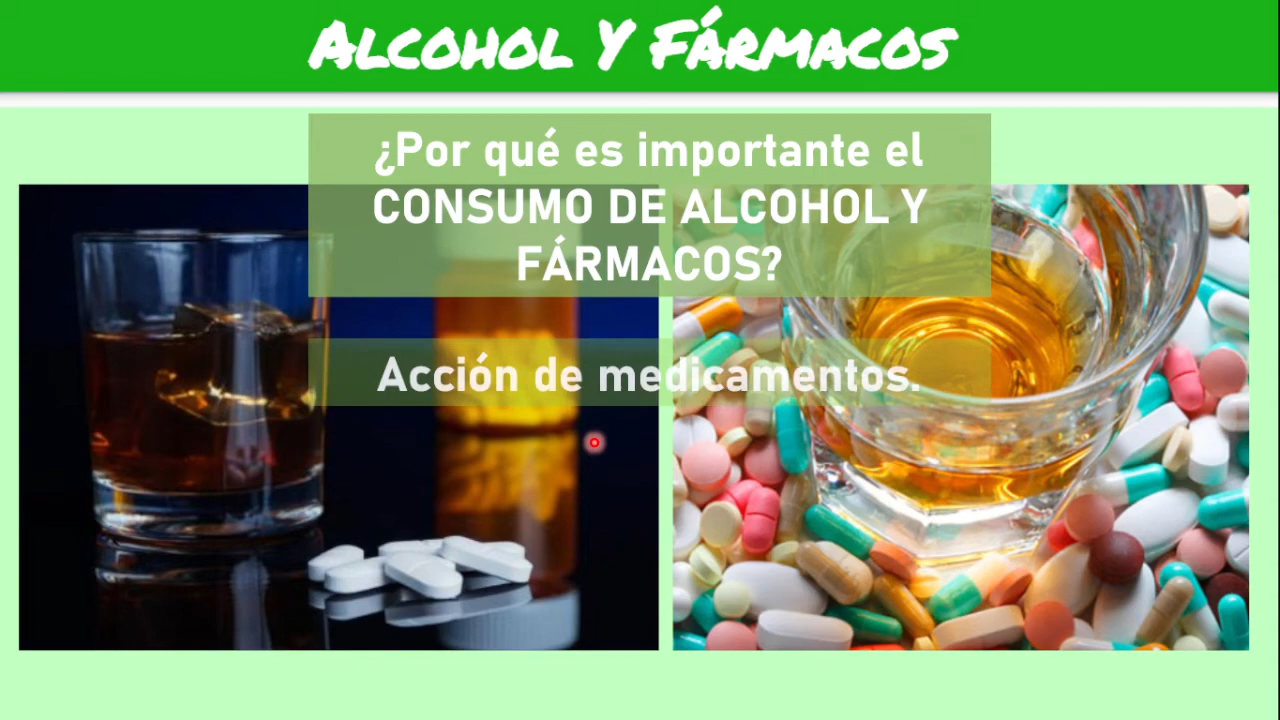 Alcohol Y Fármacos
¿Por qué es importante el
CONSUMO DE ALCOHOL Y
FÁRMACOS?
Acción de medicamentos.